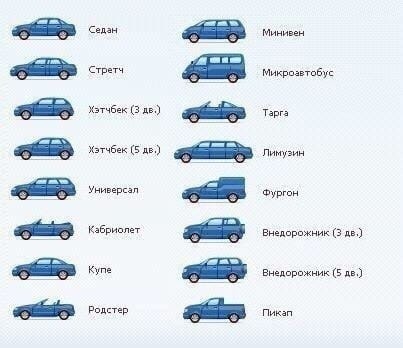 Седан
Стретч
Хэтчбек (3 дв.)
Хэтчбек (5 дв.)
Универсал
Кабриолет
Купе
Родстер
Минивен
Микроавтобус
Тарга
Лимузин
Фургон
Внедорожник (3 дв.)
Внедорожник (5 дв.)
Пикап